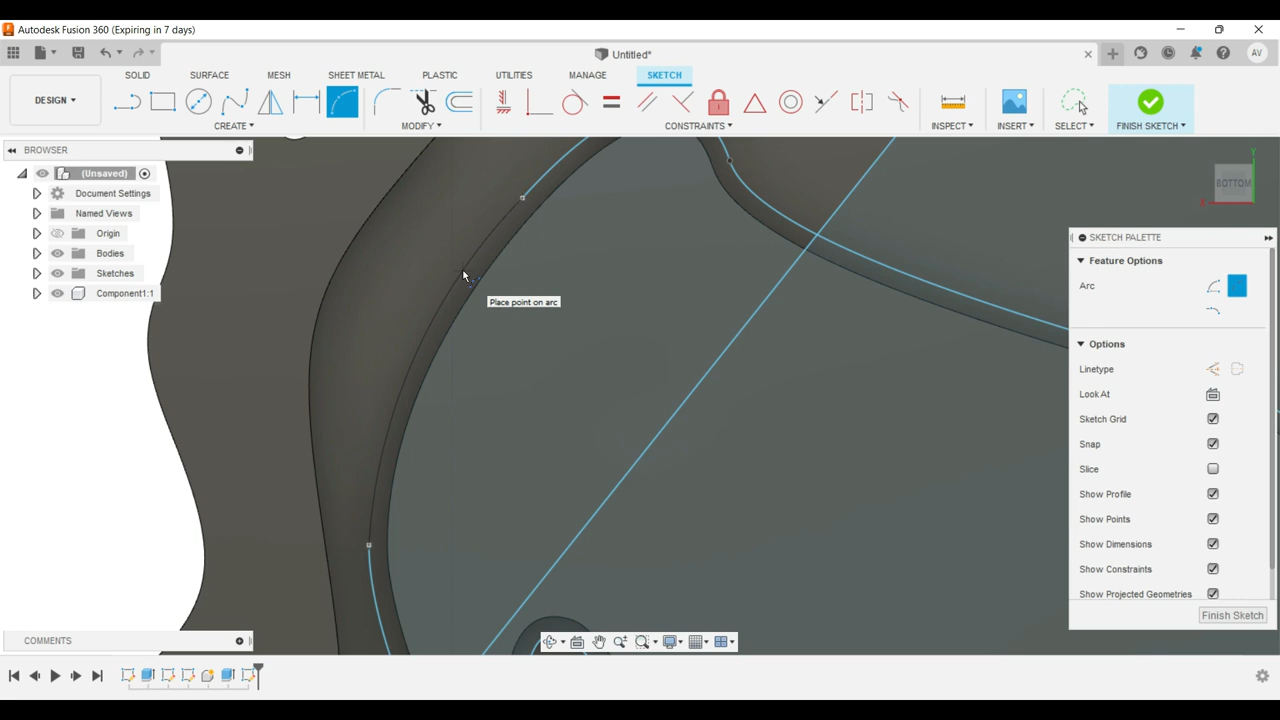 Autodesk Fusion 360 (Expiring in 7 days)
Untitled*
AV
DESIGN
SOLID SURFACE MESH SHEET METAL PLASTIC UTILITIES MANAGE SKETCH
CREATE MODIFY CONSTRAINTS INSPECT INSERT SELECT FINISH SKETCH
BROWSER
(Unsaved)
Document Settings
Named Views
Origin
Bodies
Sketches
Component1:1
Place point on arc
Y
BOTTOM
X
SKETCH PALETTE
Feature Options
Arc
Options
Linetype
Look At
Sketch Grid
Snap
Slice
Show Profile
Show Points
Show Dimensions
Show Constraints
Show Projected Geometries
Finish Sketch
COMMENTS